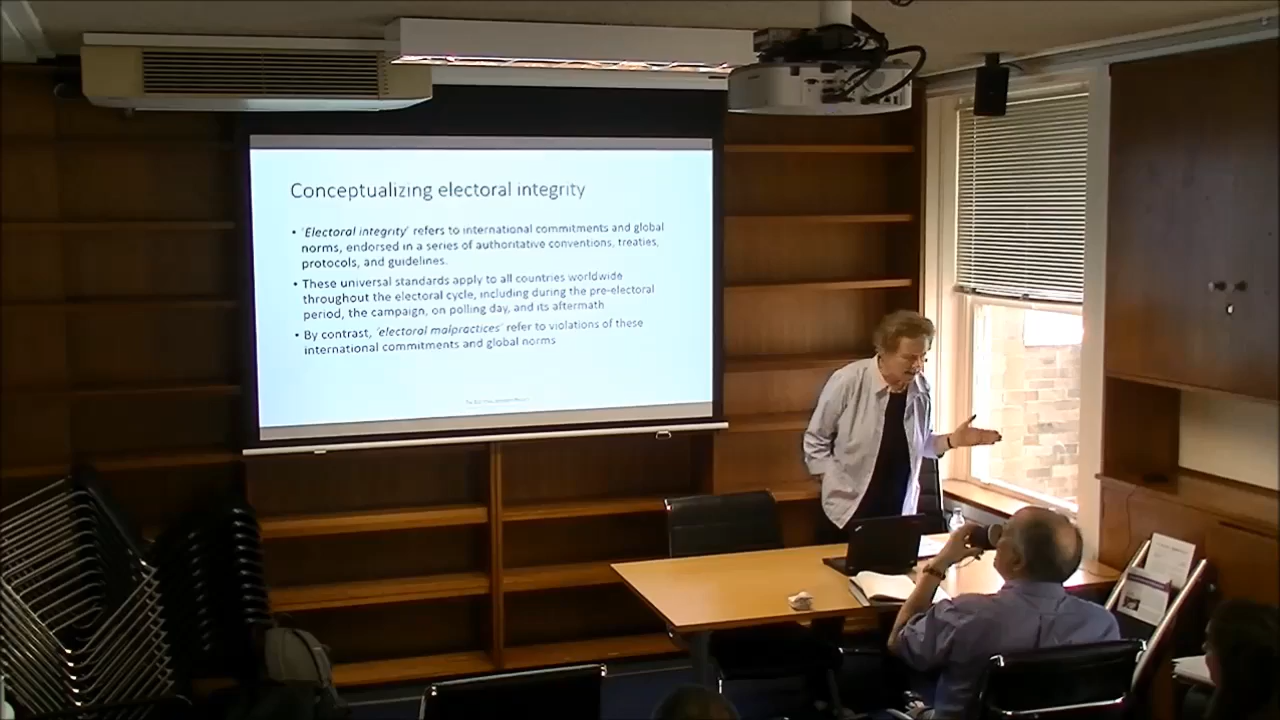 Conceptualizing electoral integrity
• 'Electoral integrity' refers to international commitments and global
norms, endorsed in a series of authoritative conventions, treaties,
protocols, and guidelines.
• These universal standards apply to all countries worldwide
throughout the electoral cycle, including during the pre-electoral
period, the campaign, on polling day, and its aftermath
• By contrast, 'electoral malpractices' refer to violations of these
international commitments and global norms